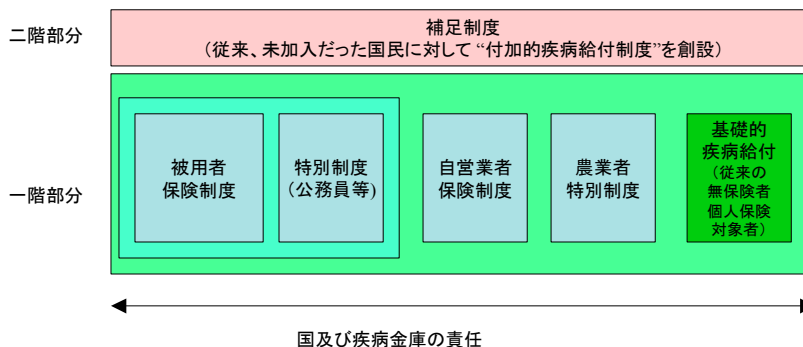 二階部分
補足制度
（従来、未加入だった国民に対して “付加的疾病給付制度”を創設）
一階部分
被用者
保険制度
特別制度
（公務員等)
自営業者
保険制度
農業者
特別制度
基礎的
疾病給付
（従来の
無保険者
個人保険
対象者）
国及び疾病金庫の責任